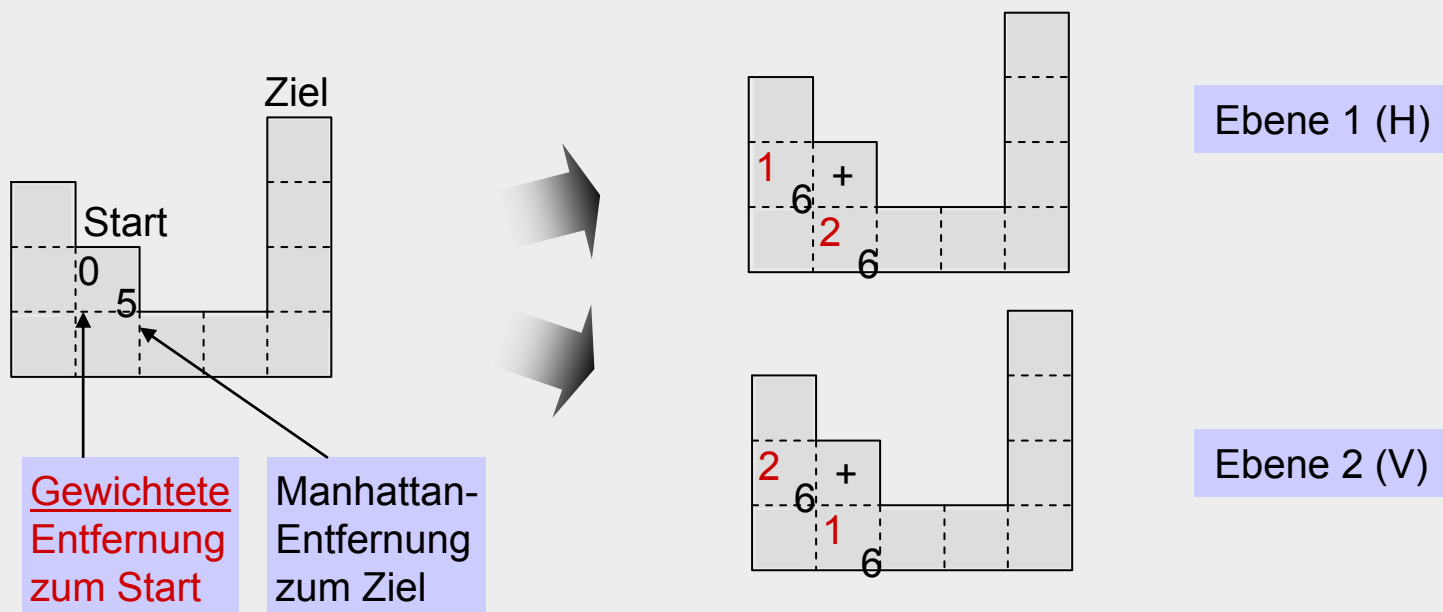 Ziel
Start
0
5
Gewichtete
Entfernung
zum Start
Manhattan-
Entfernung
zum Ziel
1
+
6
2
6
Ebene 1 (H)
2
+
6
1
6
Ebene 2 (V)